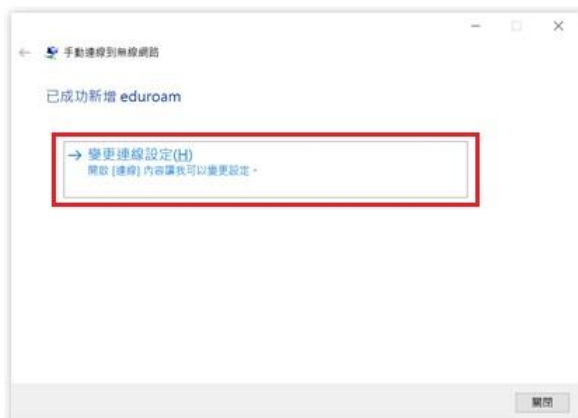 手動連線到無線網路
已成功新增 eduroam
變更連線設定(H)
開啟 [連線] 內容讓我可以變更設定。
關閉